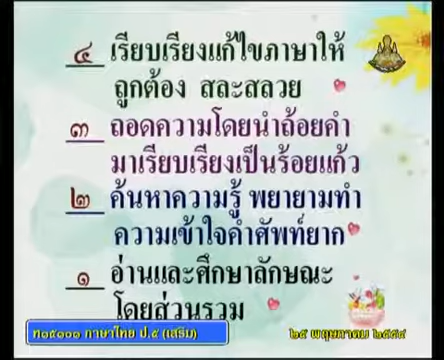 ๔ เรียบเรียงแก้ไขภาษาให้
ถูกต้อง สละสลวย
๓ ถอดความโดยนำถ้อยคำ
มาเรียบเรียงเป็นร้อยแก้ว
๒ ค้นหาความรู้ พยายามทำ
ความเข้าใจคำศัพท์ยาก
๑ อ่านและศึกษาลักษณะ
โดยส่วนรวม
ท๑๕๑๐๑ ภาษาไทย ป.๕ (เสริม)
๒๕ พฤษภาคม ๒๕๕๔